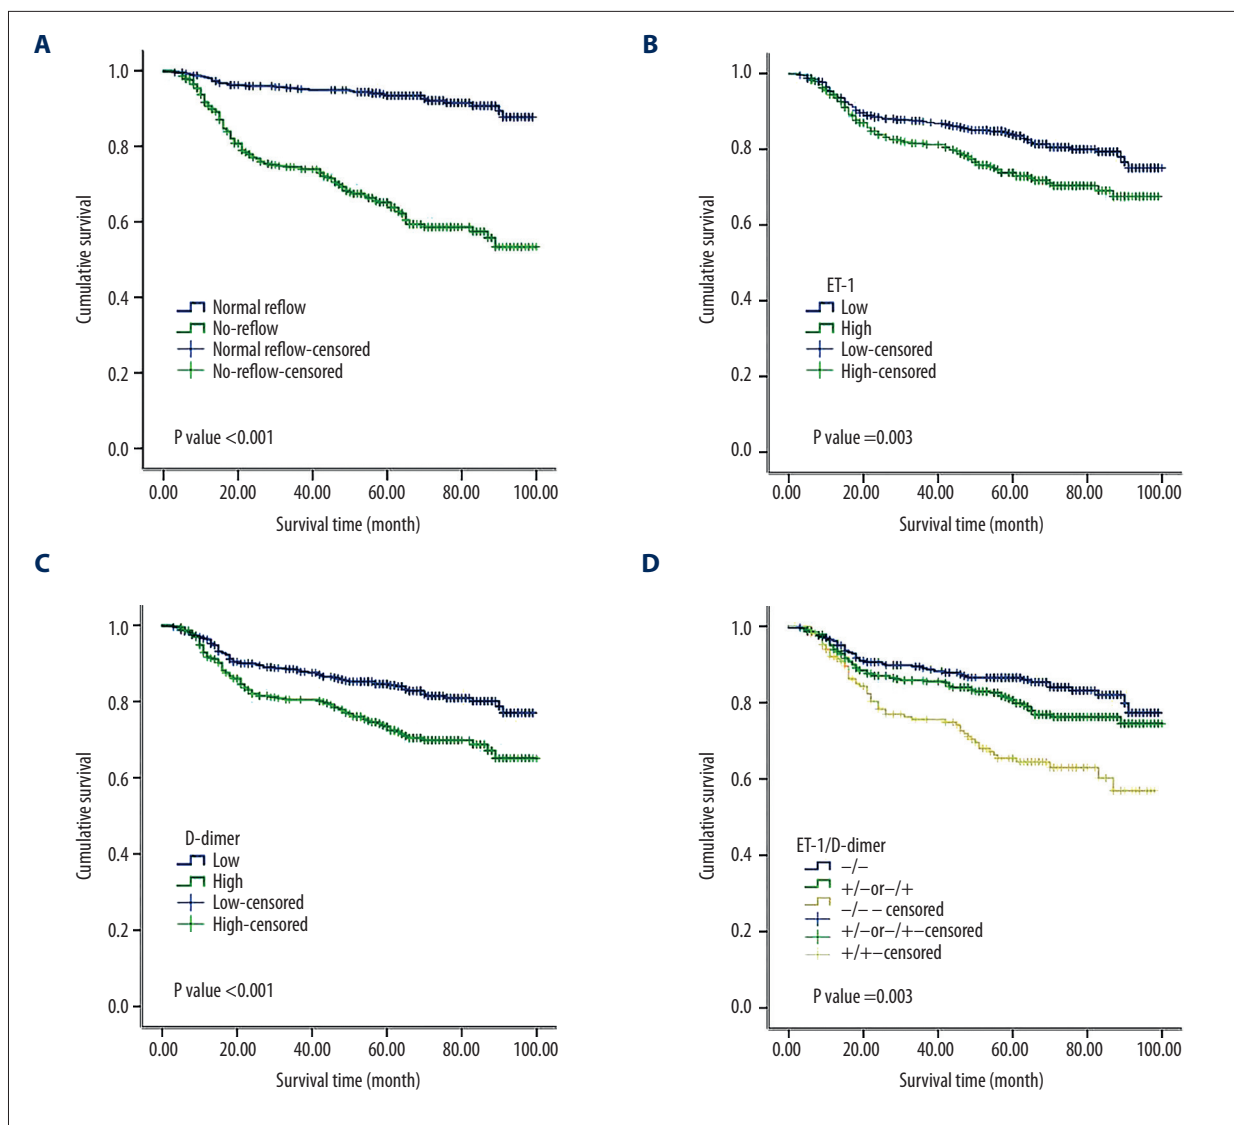 A
Cumulative survival
1.0
0.8
0.6
0.4
0.2
0.0
Normal reflow
No-reflow
Normal reflow-censored
No-reflow-censored
P value <0.001
0.00 20.00 40.00 60.00 80.00 100.00
Survival time (month)
B
Cumulative survival
1.0
0.8
0.6
0.4
0.2
0.0
ET-1
Low
High
Low-censored
High-censored
P value =0.003
0.00 20.00 40.00 60.00 80.00 100.00
Survival time (month)
C
Cumulative survival
1.0
0.8
0.6
0.4
0.2
0.0
D-dimer
Low
High
Low-censored
High-censored
P value <0.001
0.00 20.00 40.00 60.00 80.00 100.00
Survival time (month)
D
Cumulative survival
1.0
0.8
0.6
0.4
0.2
0.0
ET-1/D-dimer
−/−
+/−or−/+
−/− − censored
+/−or−/+−censored
+/+−censored
P value =0.003
0.00 20.00 40.00 60.00 80.00 100.00
Survival time (month)